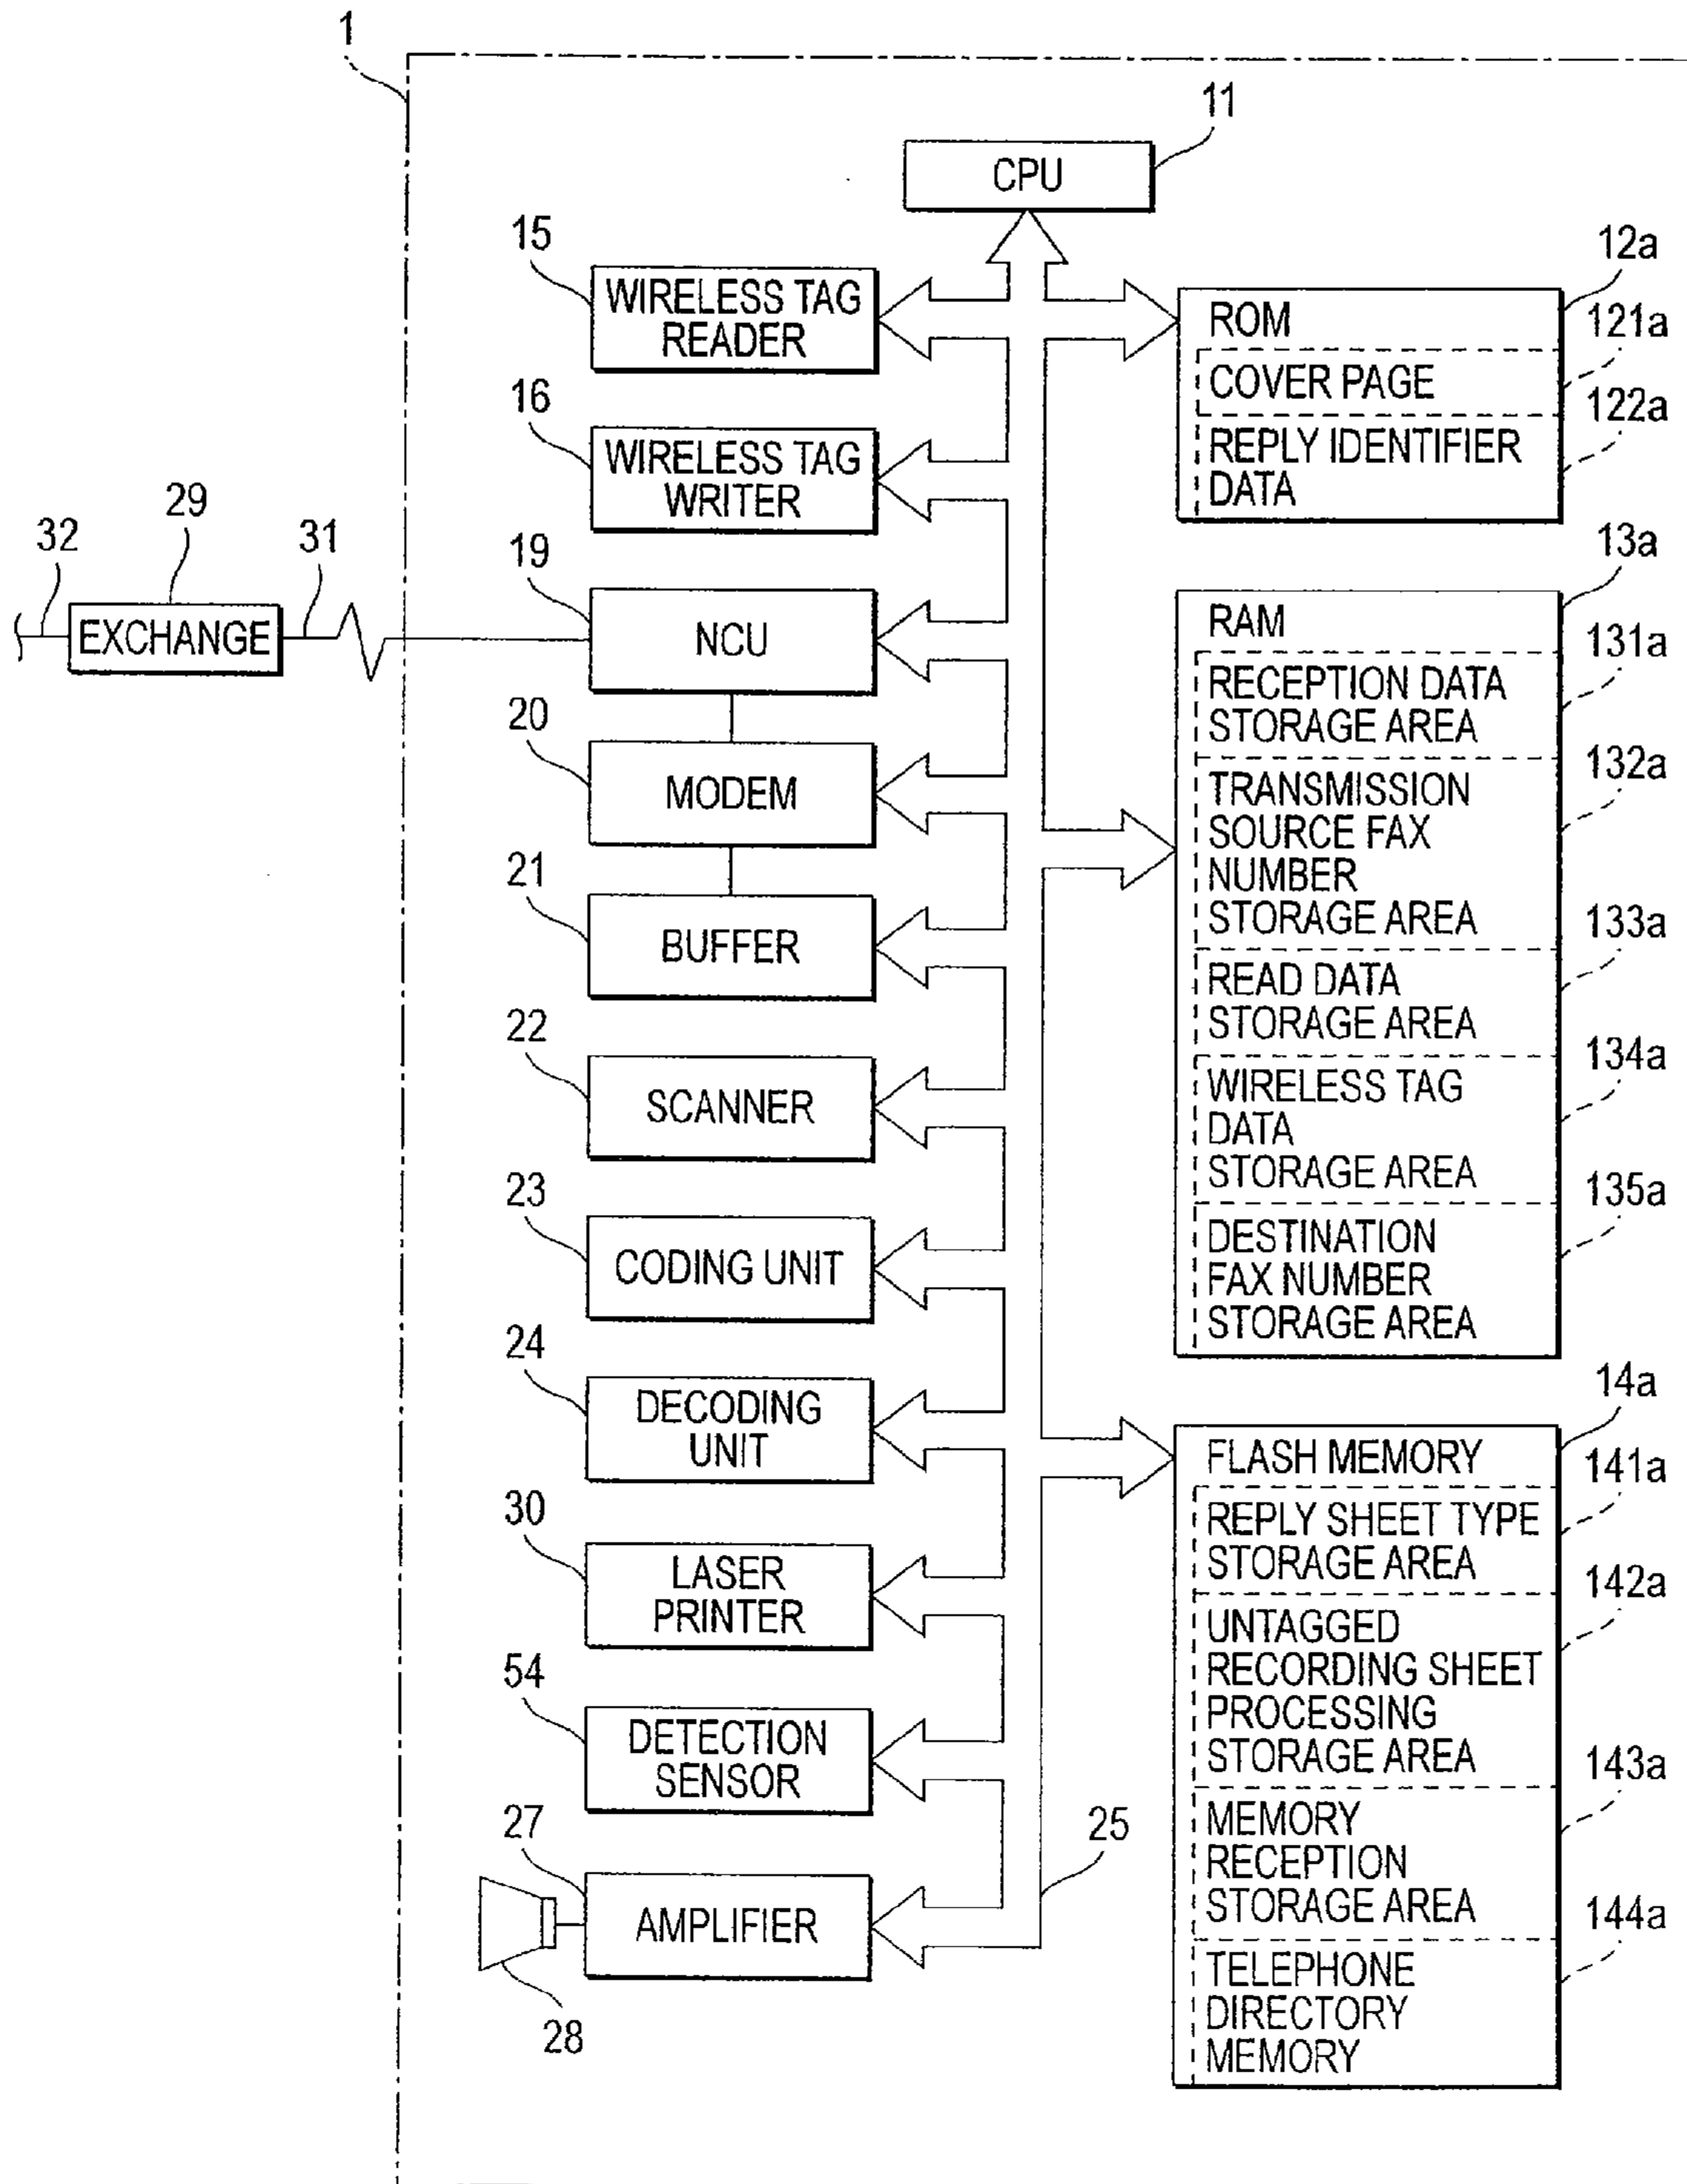 1
11
CPU
15
WIRELESS TAG
READER
16
WIRELESS TAG
WRITER
32
29
31
EXCHANGE
19
NCU
20
MODEM
21
BUFFER
22
SCANNER
23
CODING UNIT
24
DECODING
UNIT
30
LASER
PRINTER
54
DETECTION
SENSOR
27
AMPLIFIER
28
25
12a
ROM
121a
COVER PAGE
122a
REPLY IDENTIFIER
DATA
13a
RAM
131a
RECEPTION DATA
STORAGE AREA
132a
TRANSMISSION
SOURCE FAX
NUMBER
STORAGE AREA
133a
READ DATA
STORAGE AREA
134a
WIRELESS TAG
DATA
STORAGE AREA
135a
DESTINATION
FAX NUMBER
STORAGE AREA
14a
FLASH MEMORY
141a
REPLY SHEET TYPE
STORAGE AREA
142a
UNTAGGED
RECORDING SHEET
PROCESSING
STORAGE AREA
143a
MEMORY
RECEPTION
STORAGE AREA
144a
TELEPHONE
DIRECTORY
MEMORY